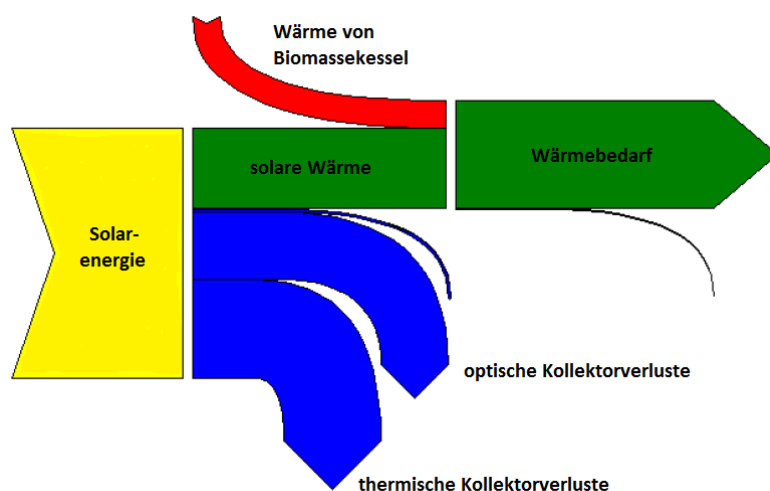 Wärme von
Biomassekessel
solare Wärme
Wärmebedarf
Solar-
energie
optische Kollektorverluste
thermische Kollektorverluste